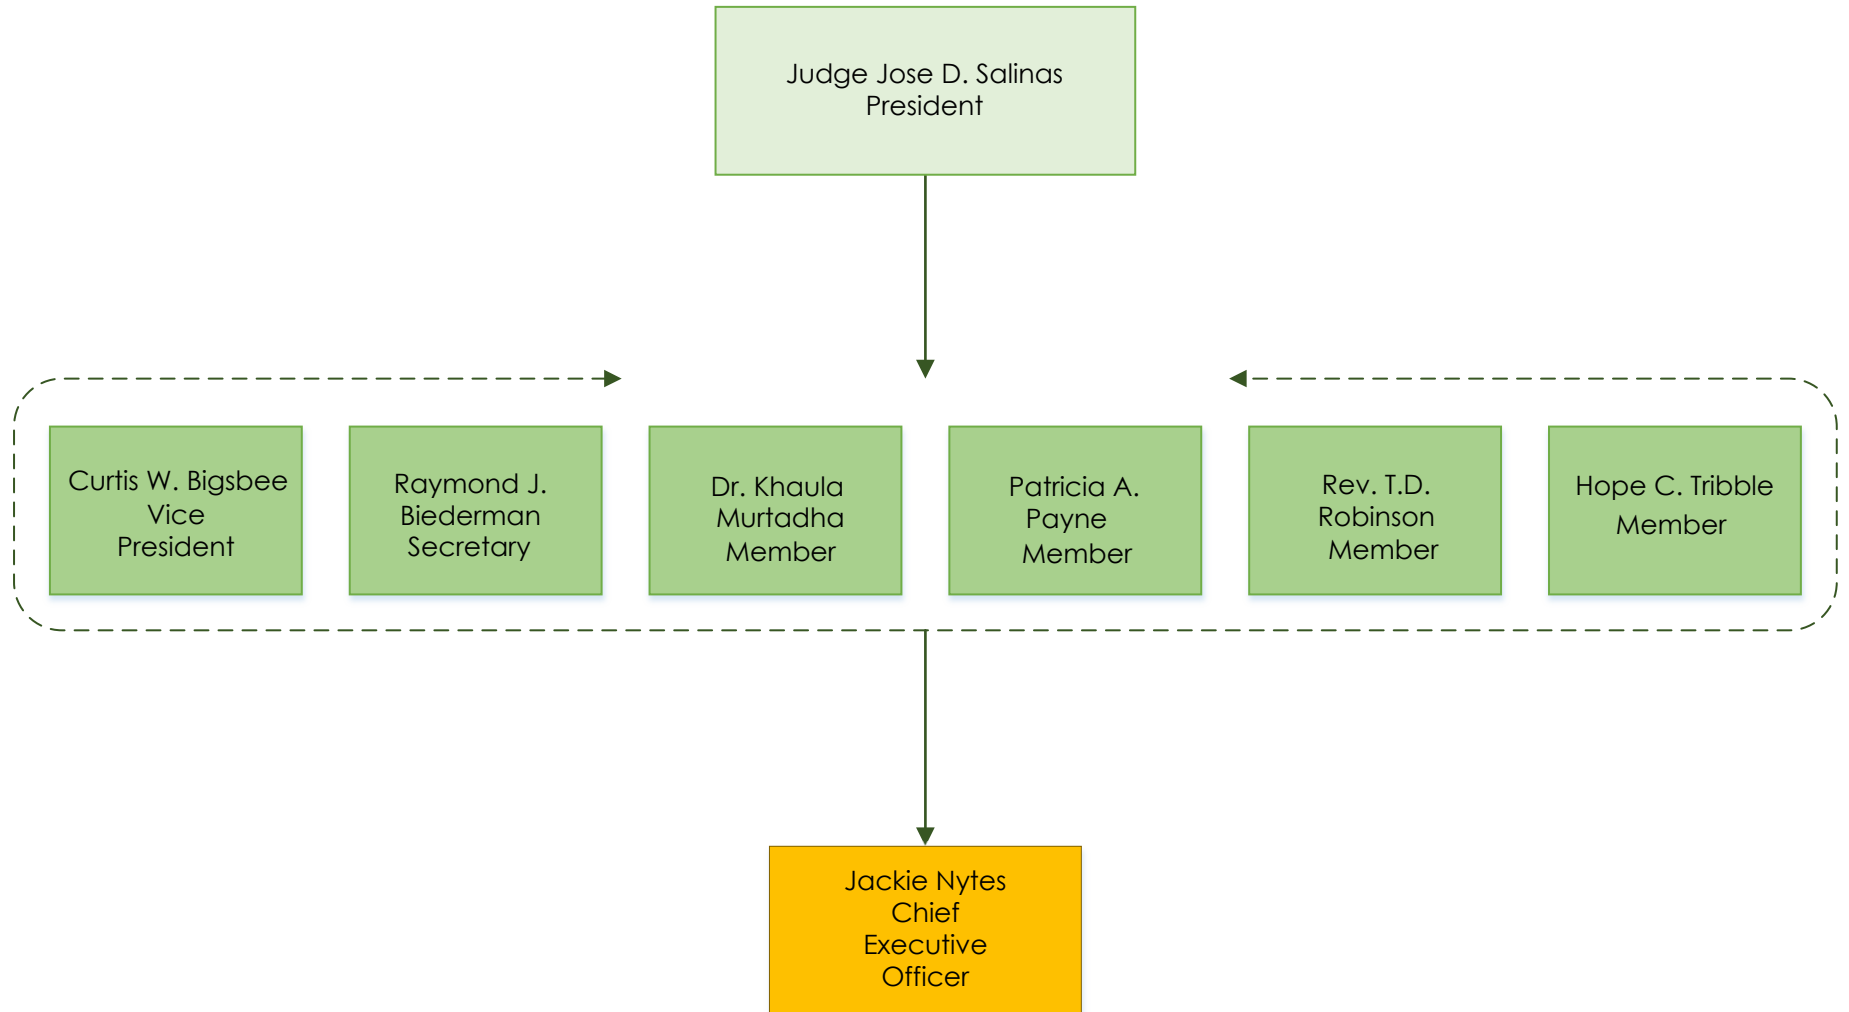 Judge Jose D. Salinas
President
Curtis W. Bigsbee
Vice
President
Raymond J.
Biederman
Secretary
Dr. Khaula
Murtadha
Member
Patricia A.
Payne
Member
Rev. T.D.
Robinson
Member
Hope C. Tribble
Member
Jackie Nytes
Chief
Executive
Officer